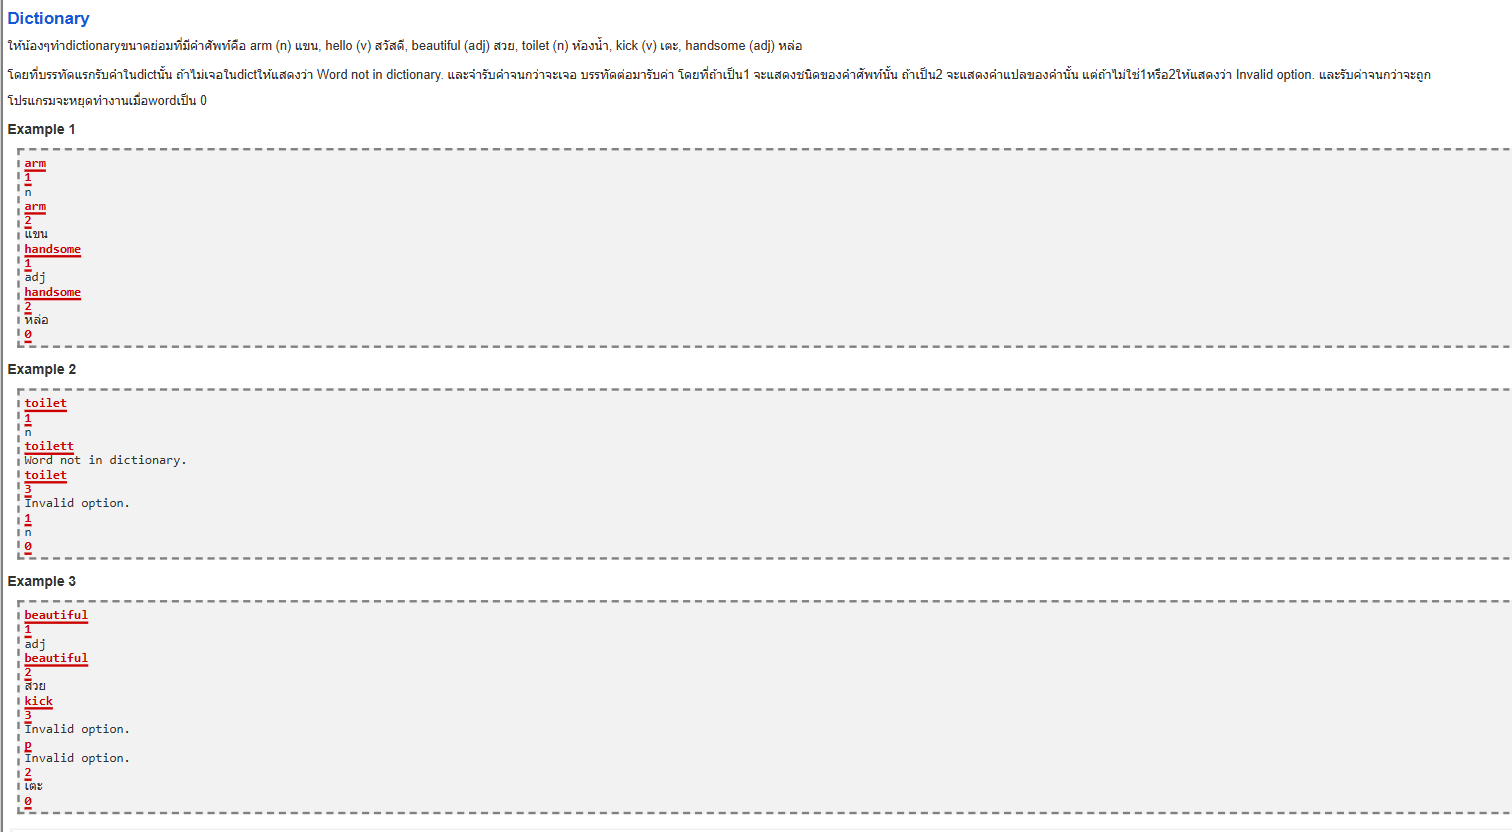 Dictionary
ให้น้องๆทำdictionaryขนาดย่อมที่มีคำศัพท์คือ arm (n) แขน, hello (v) สวัสดี, beautiful (adj) สวย, toilet (n) ห้องน้ำ, kick (v) เตะ, handsome (adj) หล่อ
โดยที่บรรทัดแรกรับคำในdictนั้น ถ้าไม่เจอในdictให้แสดงว่า Word not in dictionary. และจำรับคำจนกว่าจะเจอ บรรทัดต่อมารับค่า โดยที่ถ้าเป็น1 จะแสดงชนิดของคำศัพท์นั้น ถ้าเป็น2 จะแสดงคำแปลของคำนั้น แต่ถ้าไม่ใช่1หรือ2ให้แสดงว่า Invalid option. และรับค่าจนกว่าจะถูก
โปรแกรมจะหยุดทำงานเมื่อwordเป็น 0
Example 1
arm
1
n
arm
2
แขน
handsome
1
adj
handsome
2
หล่อ
0
Example 2
toilet
1
n
toilett
Word not in dictionary.
toilet
3
Invalid option.
1
n
0
Example 3
beautiful
1
adj
beautiful
2
สวย
kick
3
Invalid option.
p
Invalid option.
2
เตะ
0